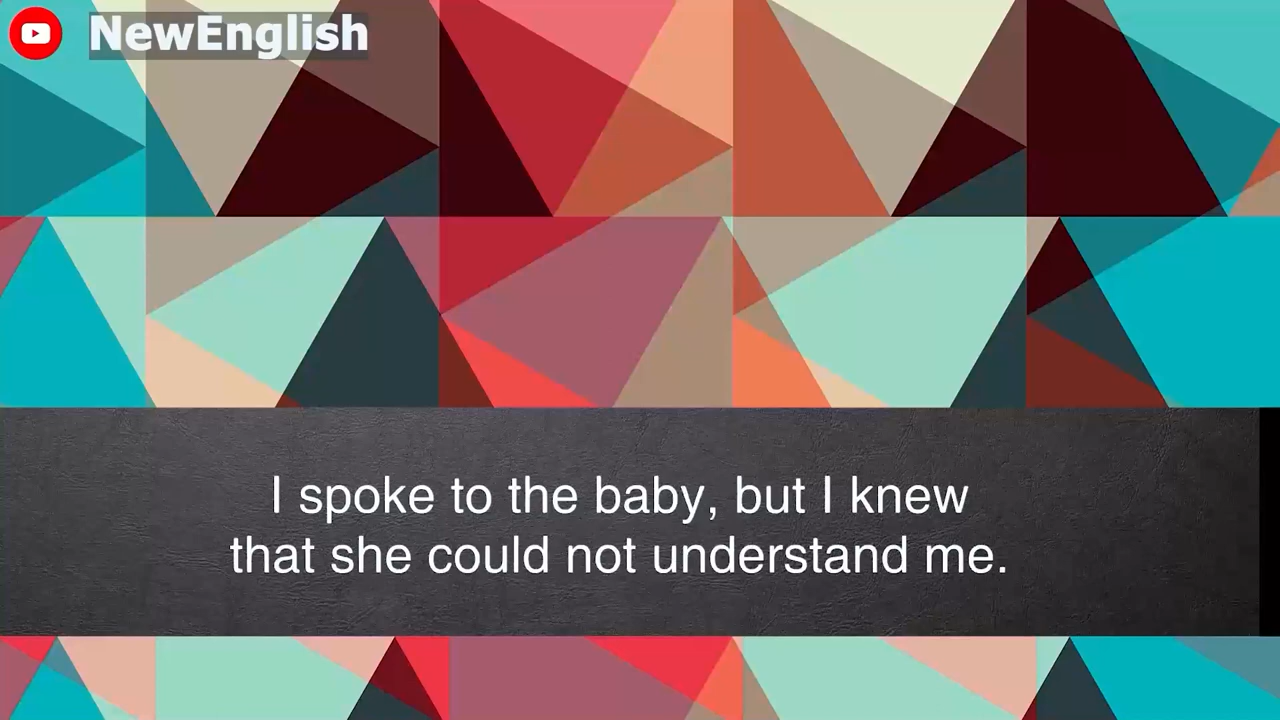 NewEnglish
I spoke to the baby, but I knew
that she could not understand me.